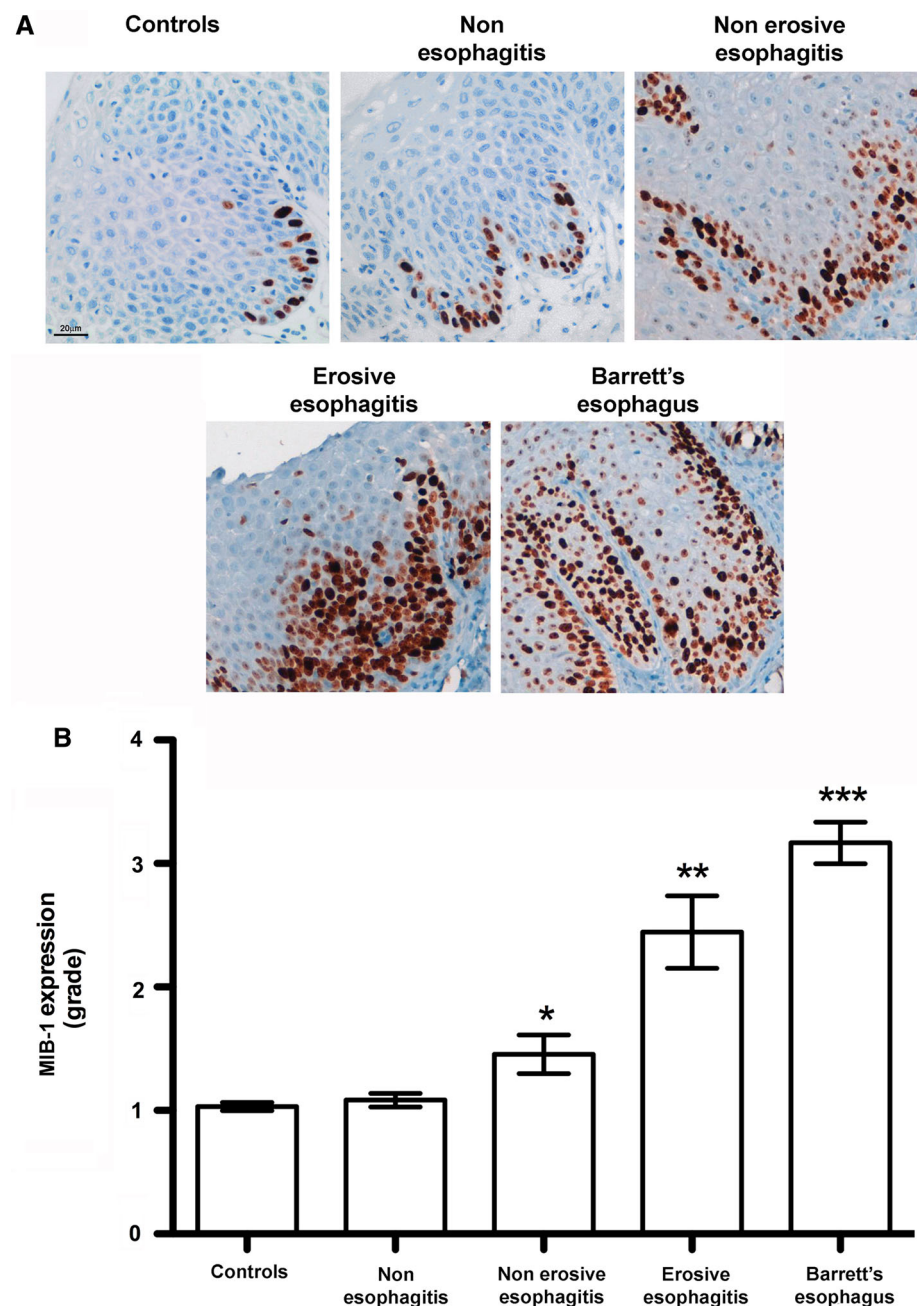 A
Controls
Non
esophagitis
Non erosive
esophagitis
20µm
Erosive
esophagitis
Barrett's
esophagus
B
MIB-1 expression
(grade)
4
3
2
1
0
*
**
***
Controls
Non
esophagitis
Non erosive
esophagitis
Erosive
esophagitis
Barrett's
esophagus